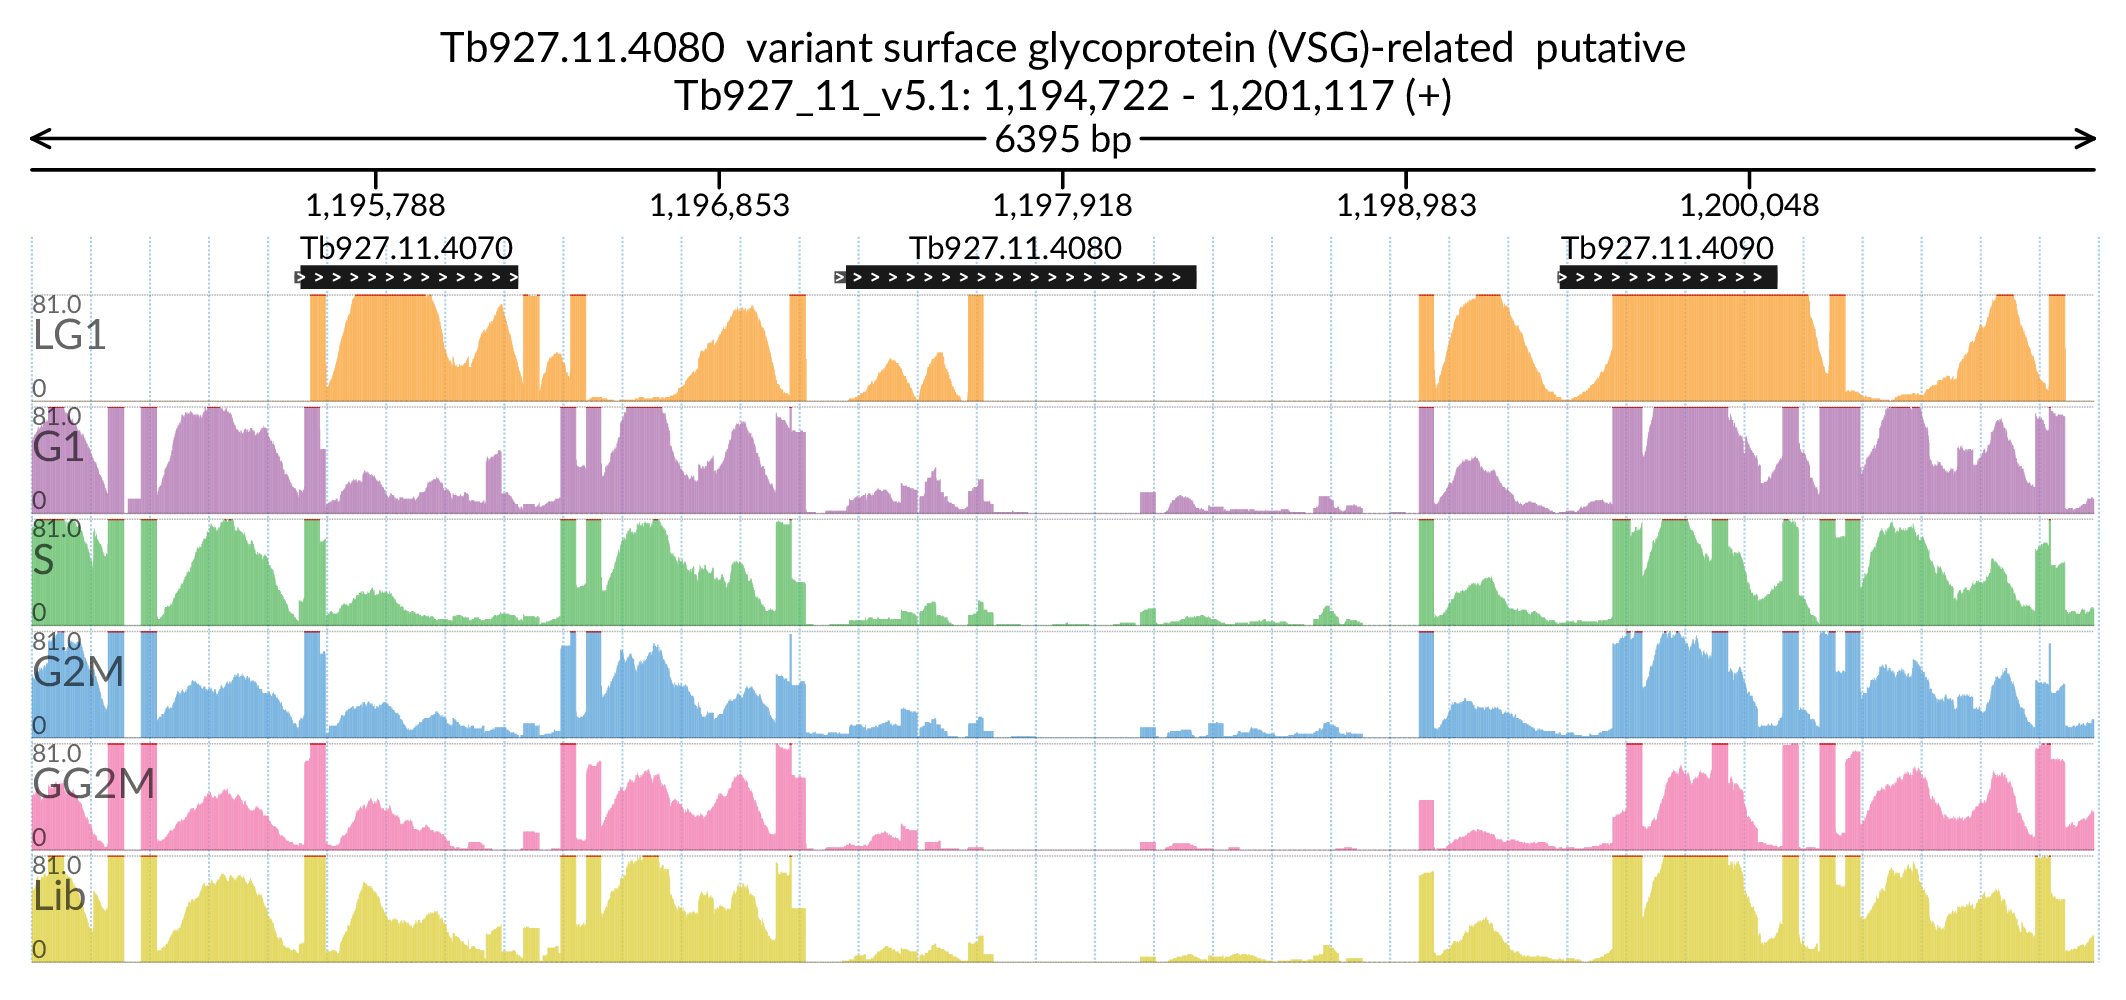 Tb927.11.4080  variant surface glycoprotein (VSG)-related  putative
Tb927_11_v5.1: 1,194,722 - 1,201,117 (+)
6395 bp
1,195,788 1,196,853 1,197,918 1,198,983 1,200,048
Tb927.11.4070 Tb927.11.4080 Tb927.11.4090
81.0
LG1
0
81.0
G1
0
81.0
S
0
81.0
G2M
0
81.0
GG2M
0
81.0
Lib
0